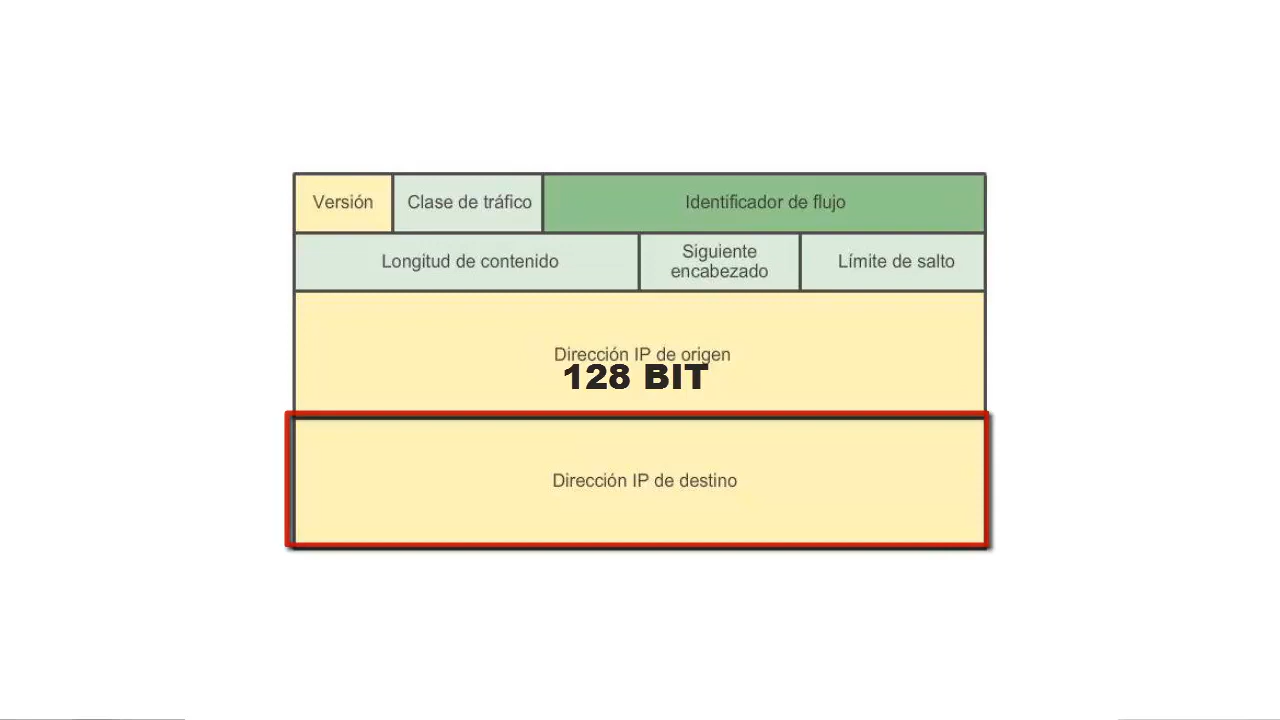 Versión
Clase de tráfico
Identificador de flujo
Longitud de contenido
Siguiente
encabezado
Límite de salto
Dirección IP de origen
128 BIT
Dirección IP de destino